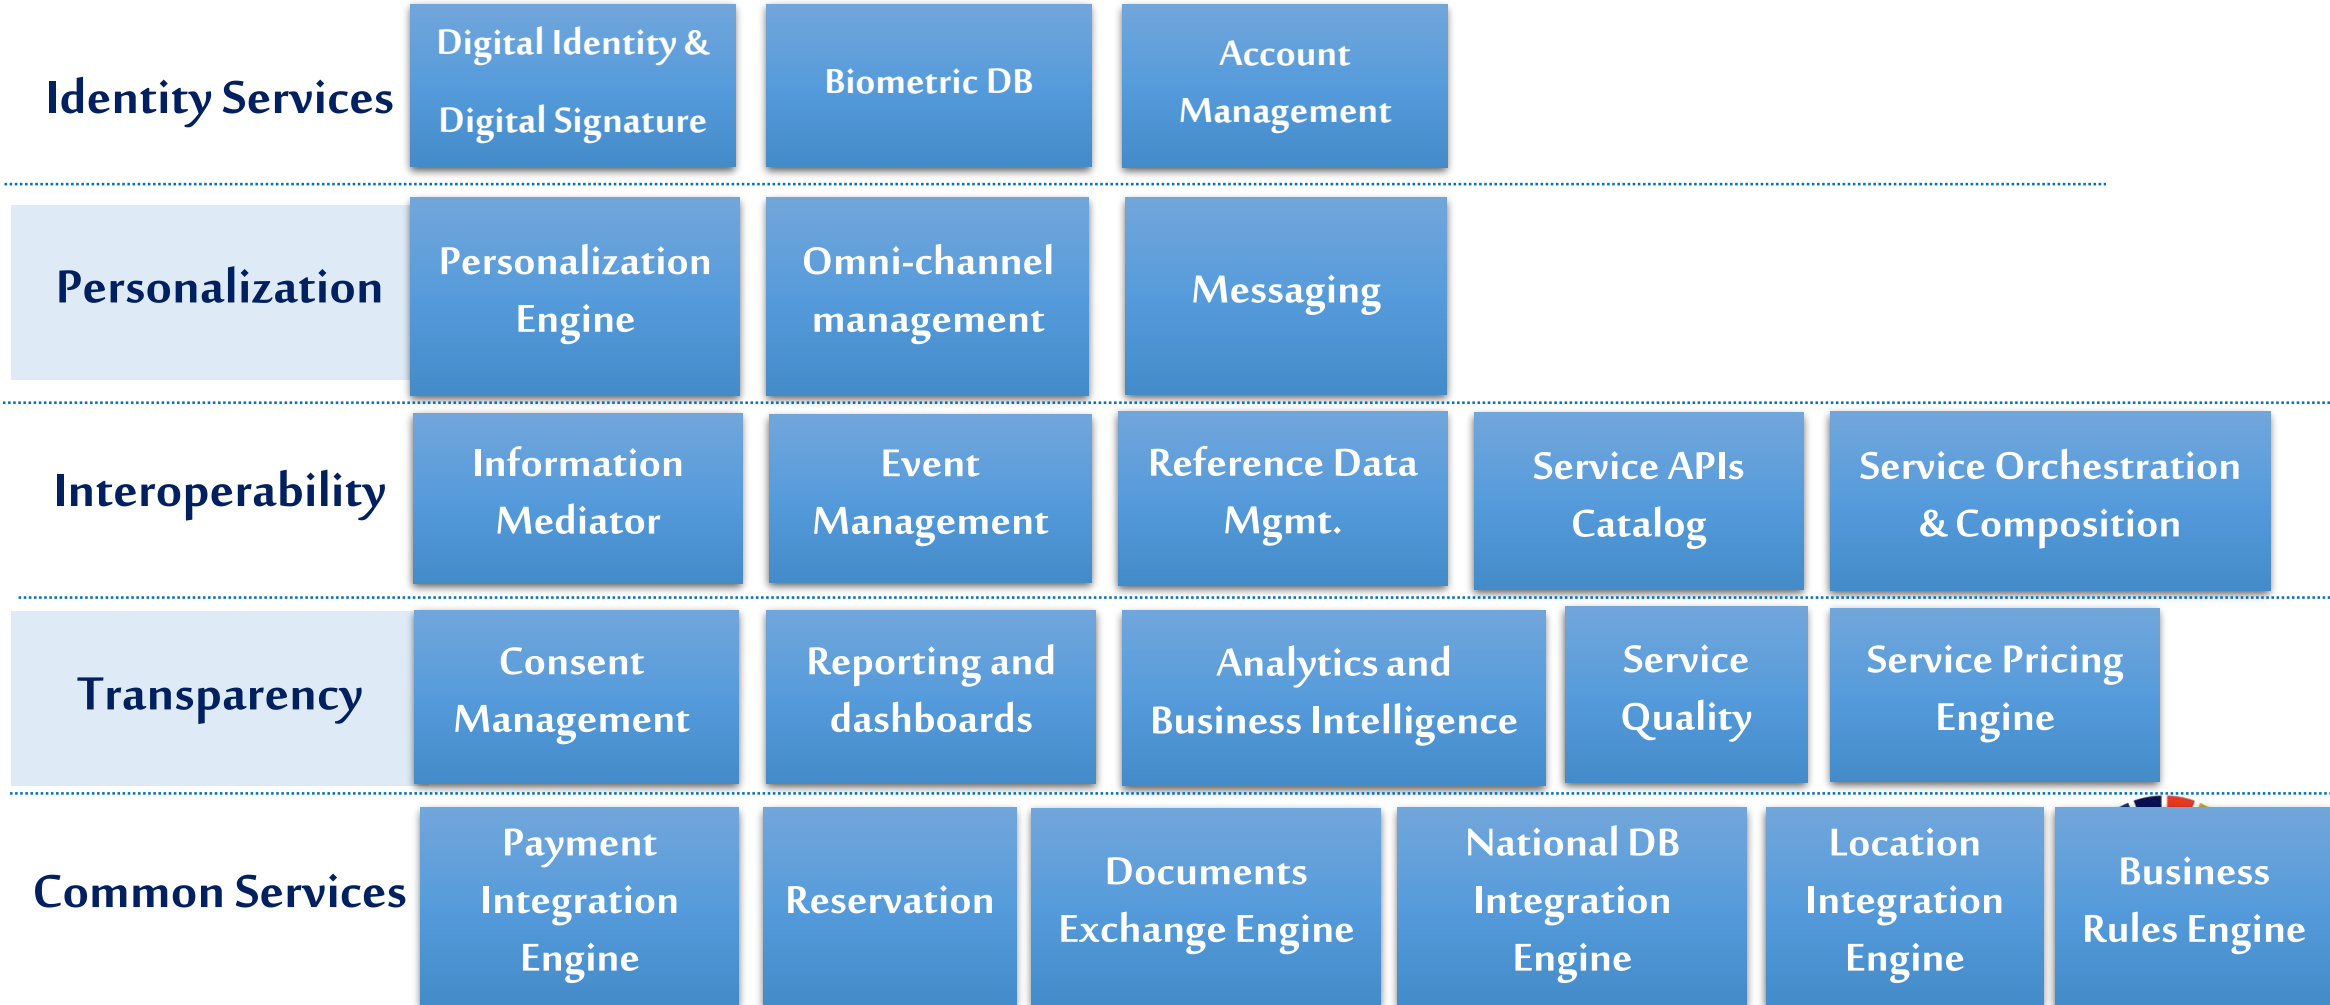 Identity Services
Digital Identity &
Digital Signature
Biometric DB
Account
Management
Personalization
Personalization
Engine
Omni-channel
management
Messaging
Interoperability
Information
Mediator
Event
Management
Reference Data
Mgmt.
Service APIs
Catalog
Service Orchestration
& Composition
Transparency
Consent
Management
Reporting and
dashboards
Analytics and
Business Intelligence
Service
Quality
Service Pricing
Engine
Common Services
Payment
Integration
Engine
Reservation
Documents
Exchange Engine
National DB
Integration
Engine
Location
Integration
Engine
Business
Rules Engine